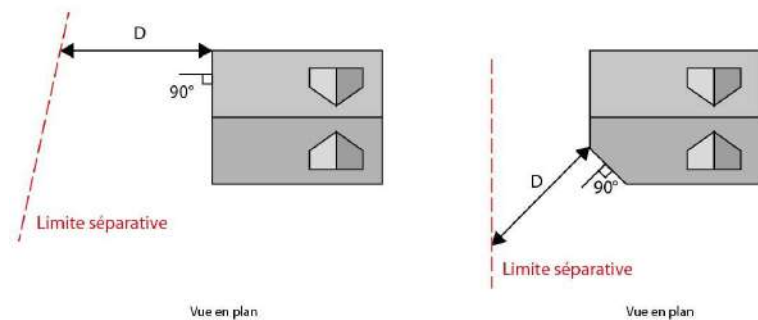 D
90°
Limite séparative
Vue en plan
D
90°
Limite séparative
Vue en plan